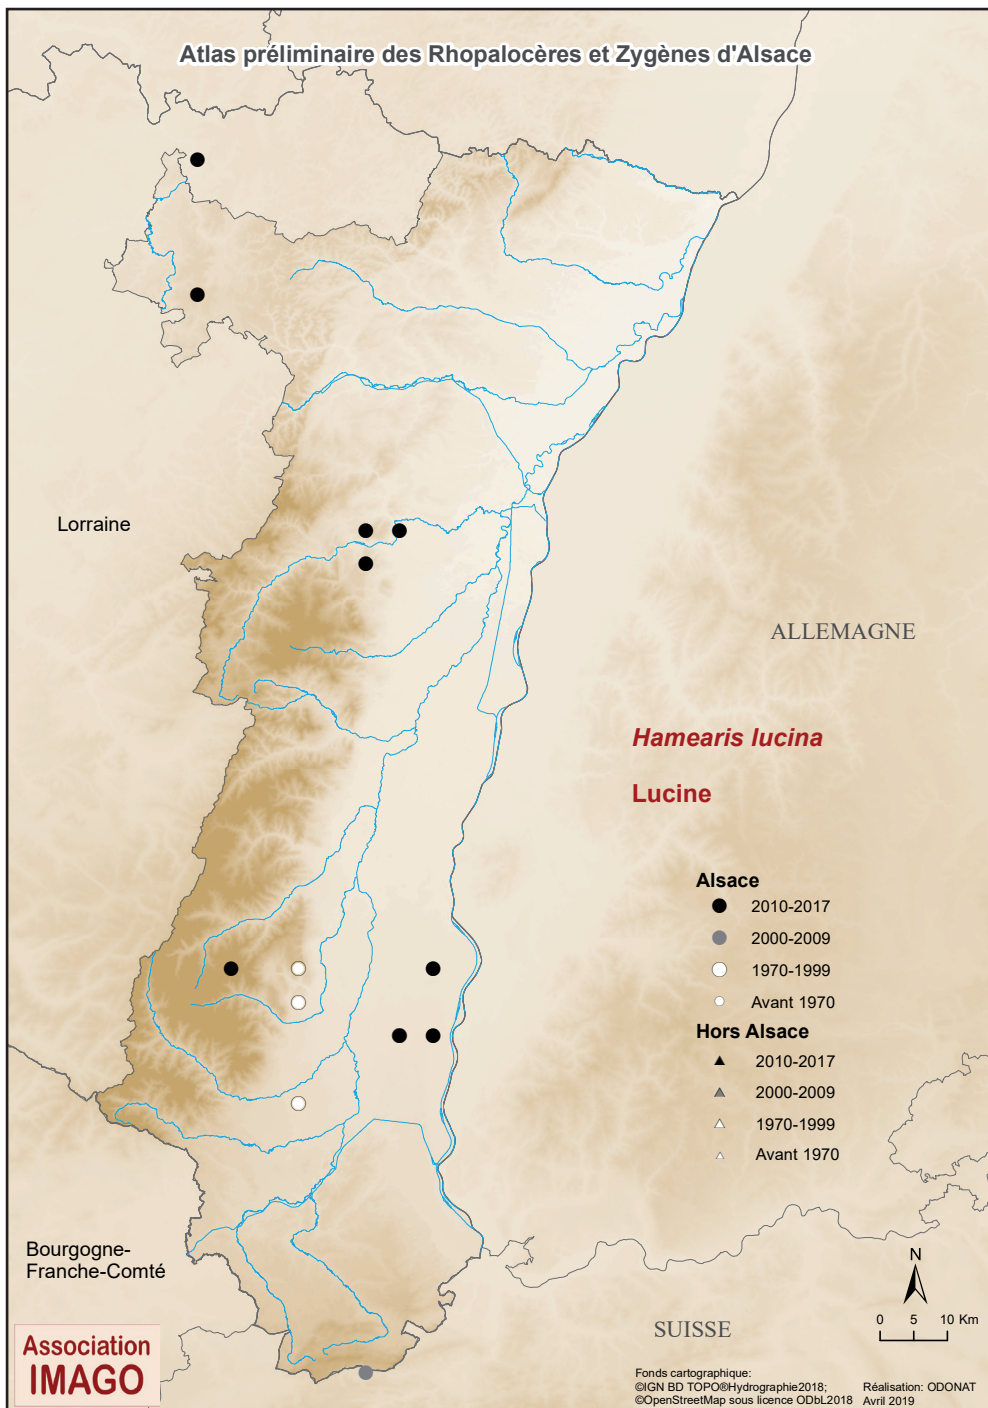 Atlas préliminaire des Rhopalocères et Zygènes d'Alsace
Lorraine
ALLEMAGNE
Hamearis lucina
Lucine
Alsace
2010-2017
2000-2009
1970-1999
Avant 1970
Hors Alsace
2010-2017
2000-2009
1970-1999
Avant 1970
Bourgogne-
Franche-Comté
N
0 5 10 Km
SUISSE
Association
IMAGO
Fonds cartographique:
©IGN BD TOPO®Hydrographie2018;
©OpenStreetMap sous licence ODbL2018
Réalisation: ODONAT
Avril 2019